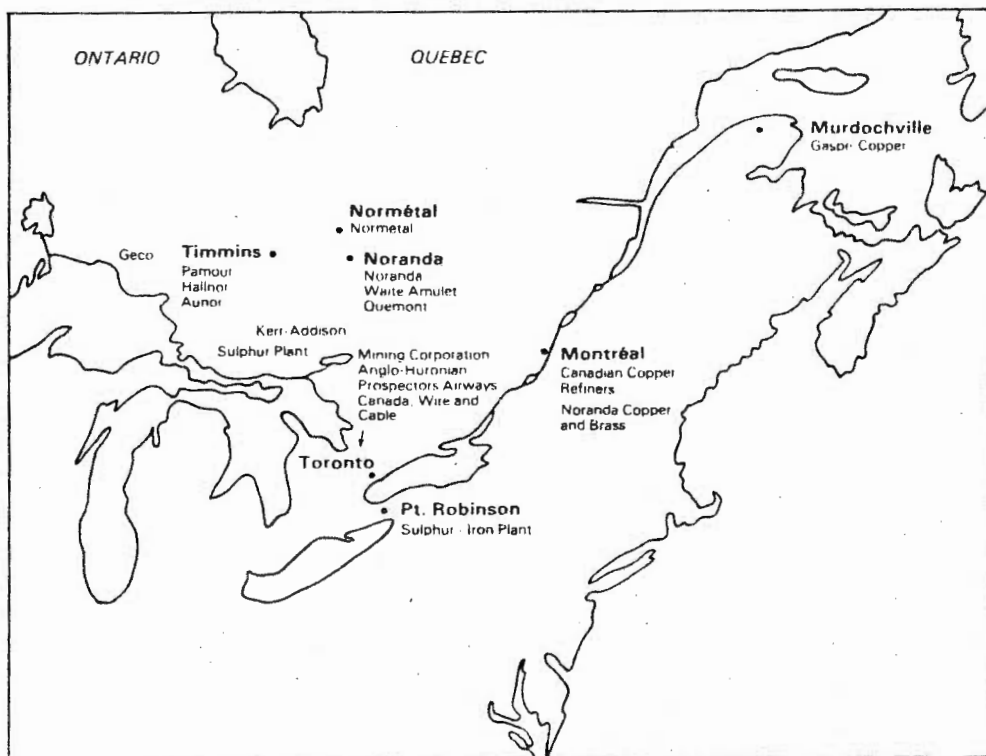 ONTARIO
QUEBEC
Murdochville
Gaspé Copper
Normétal
Normetal
Geco
Timmins
Pamour
Hallnor
Aunor
Noranda
Noranda
Waite Amulet
Quemont
Kerr-Addison
Sulphur Plant
Mining Corporation
Anglo-Huronian
Prospectors Airways
Canada, Wire and
Cable
Montréal
Canadian Copper
Refiners
Noranda Copper
and Brass
Toronto
Pt. Robinson
Sulphur - Iron Plant